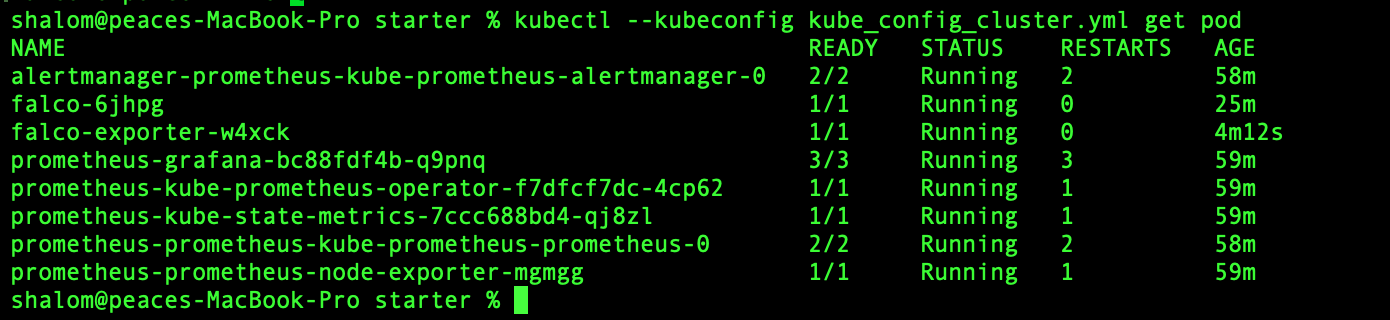 shalom@peaces-MacBook-Pro starter % kubectl --kubeconfig kube_config_cluster.yml get pod
NAME READY STATUS RESTARTS AGE
alertmanager-prometheus-kube-prometheus-alertmanager-0 2/2 Running 2 58m
falco-6jhpg 1/1 Running 0 25m
falco-exporter-w4xck 1/1 Running 0 4m12s
prometheus-grafana-bc88fdf4b-q9pnq 3/3 Running 3 59m
prometheus-kube-prometheus-operator-f7dfcf7dc-4cp62 1/1 Running 1 59m
prometheus-kube-state-metrics-7ccc688bd4-qj8zl 1/1 Running 1 59m
prometheus-prometheus-kube-prometheus-prometheus-0 2/2 Running 2 58m
prometheus-prometheus-node-exporter-mgmgg 1/1 Running 1 59m
shalom@peaces-MacBook-Pro starter %